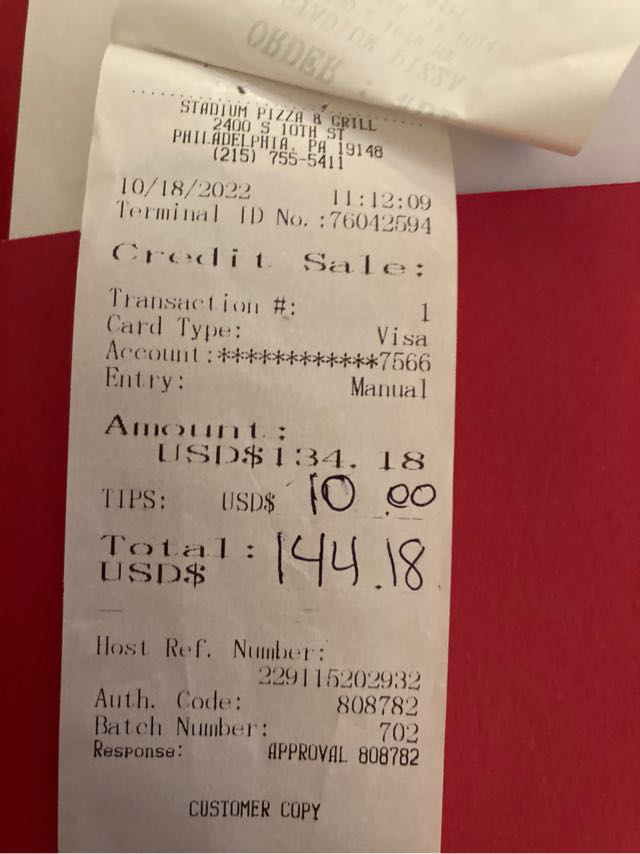 ORDER :
STADIUM PIZZA
STADIUM PIZZA & GRILL
2400 S 10TH ST
PHILADELPHIA, PA 19148
(215) 755-5411
10/18/2022 11:12:09
Terminal ID No. :76042594
Credit Sale:
Transaction #: 1
Card Type: Visa
Account:************7566
Entry: Manual
Amount:
USD$134.18
TIPS: USD$ 10.00
Total: 144.18
USD$
Host Ref. Number:
229115202932
Auth. Code: 808782
Batch Number: 702
Response: APPROVAL 808782
CUSTOMER COPY